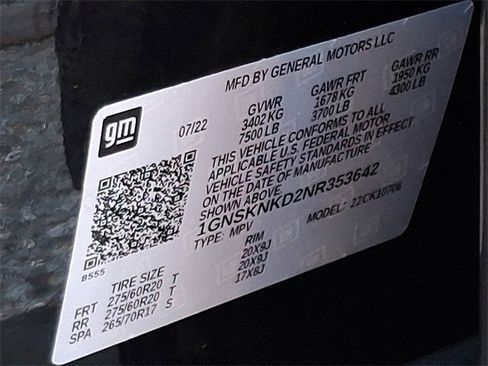 gm
MFD BY GENERAL MOTORS LLC
07/22
GVWR GAWR FRT GAWR RR
3402 KG 1678 KG 1950 KG
7500 LB 3700 LB 4300 LB
THIS VEHICLE CONFORMS TO ALL
APPLICABLE U.S. FEDERAL MOTOR
VEHICLE SAFETY STANDARDS IN EFFECT
ON THE DATE OF MANUFACTURE
SHOWN ABOVE
1GNSKNKD2NR353642
TYPE: MPV MODEL: 22CK10706
8555
TIRE SIZE RIM
FRT 275/60R20 T 20X9J
RR 275/60R20 T 20X9J
SPA 265/70R17 S 17X8J